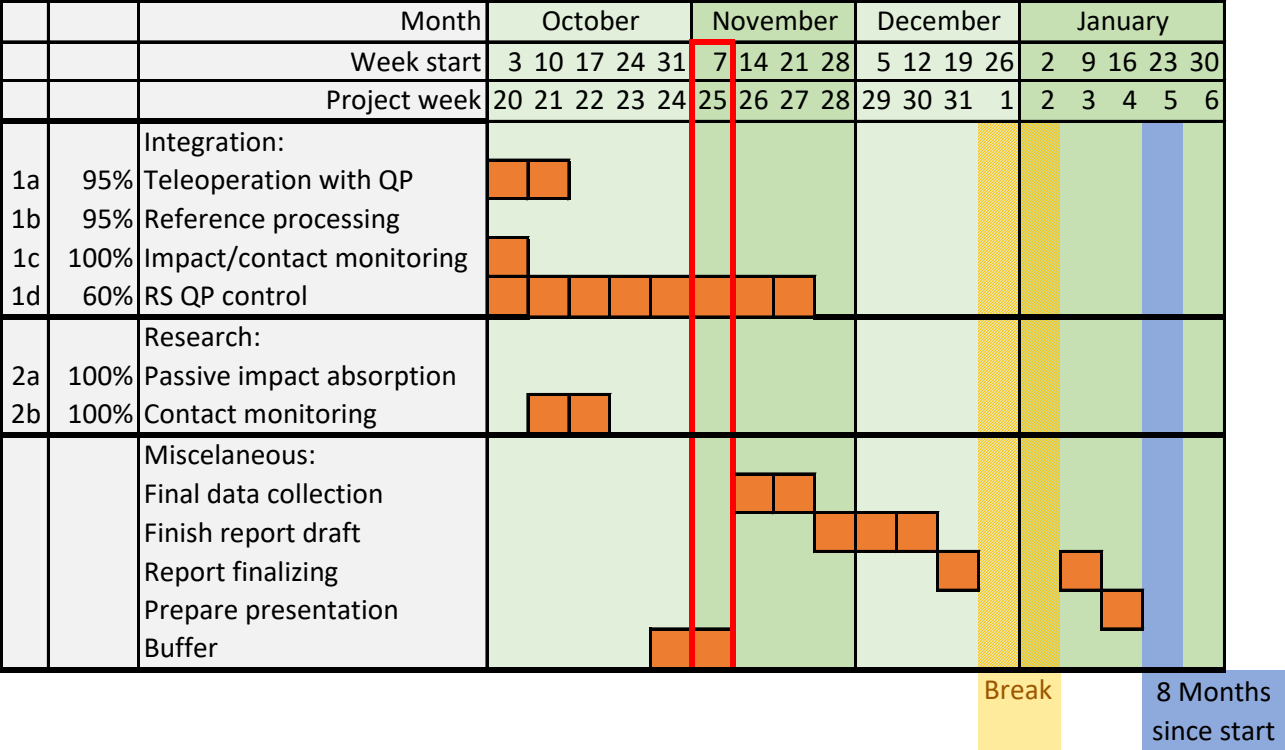 Month October November December January
Week start 3 10 17 24 31 7 14 21 28 5 12 19 26 2 9 16 23 30
Project week 20 21 22 23 24 25 26 27 28 29 30 31 1 2 3 4 5 6
Integration:
1a 95% Teleoperation with QP
1b 95% Reference processing
1c 100% Impact/contact monitoring
1d 60% RS QP control
Research:
2a 100% Passive impact absorption
2b 100% Contact monitoring
Miscelaneous:
Final data collection
Finish report draft
Report finalizing
Prepare presentation
Buffer
Break 8 Months
since start